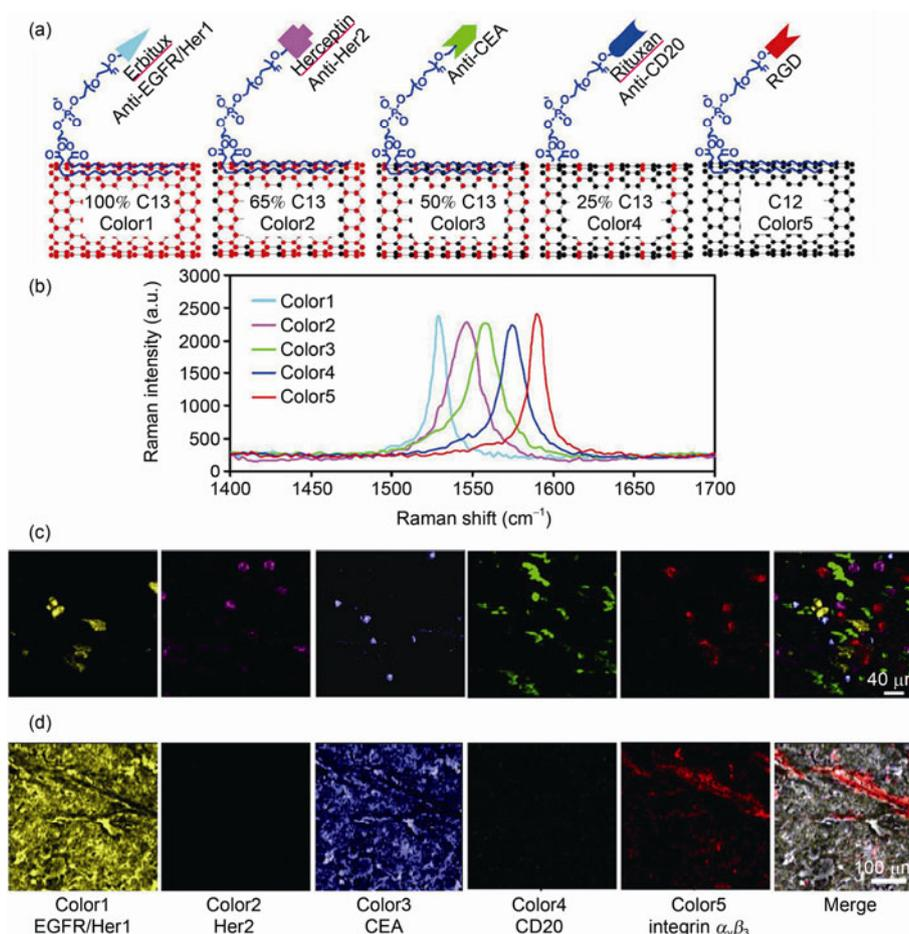 (a)
Erbitux
Anti-EGFR/Her1
Herceptin
Anti-Her2
Anti-CEA
Rituxan
Anti-CD20
RGD
100% C13
Color1
65% C13
Color2
50% C13
Color3
25% C13
Color4
C12
Color5
(b)
Raman intensity (a.u.)
3000
2500
2000
1500
1000
500
0
Color1
Color2
Color3
Color4
Color5
1400 1450 1500 1550 1600 1650 1700
Raman shift (cm⁻¹)
(c)
40 μm
(d)
100 μm
Color1 Color2 Color3 Color4 Color5 Merge
EGFR/Her1 Her2 CEA CD20 integrin αᵥβ₃